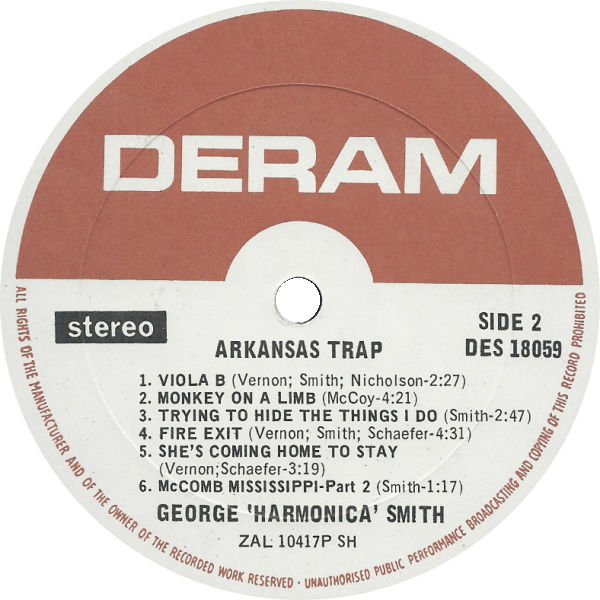 DERAM
stereo
SIDE 2
DES 18059
ARKANSAS TRAP
1. VIOLA B (Vernon; Smith; Nicholson-2:27)
2. MONKEY ON A LIMB (McCoy-4:21)
3. TRYING TO HIDE THE THINGS I DO (Smith-2:47)
4. FIRE EXIT (Vernon; Smith; Schaefer-4:31)
5. SHE'S COMING HOME TO STAY
(Vernon;Schaefer-3:19)
6. McCOMB MISSISSIPPI-Part 2 (Smith-1:17)
GEORGE 'HARMONICA' SMITH
ZAL 10417P SH
ALL RIGHTS OF THE MANUFACTURER AND OF THE OWNER OF THE RECORDED WORK RESERVED · UNAUTHORISED PUBLIC PERFORMANCE BROADCASTING AND COPYING OF THIS RECORD PROHIBITED